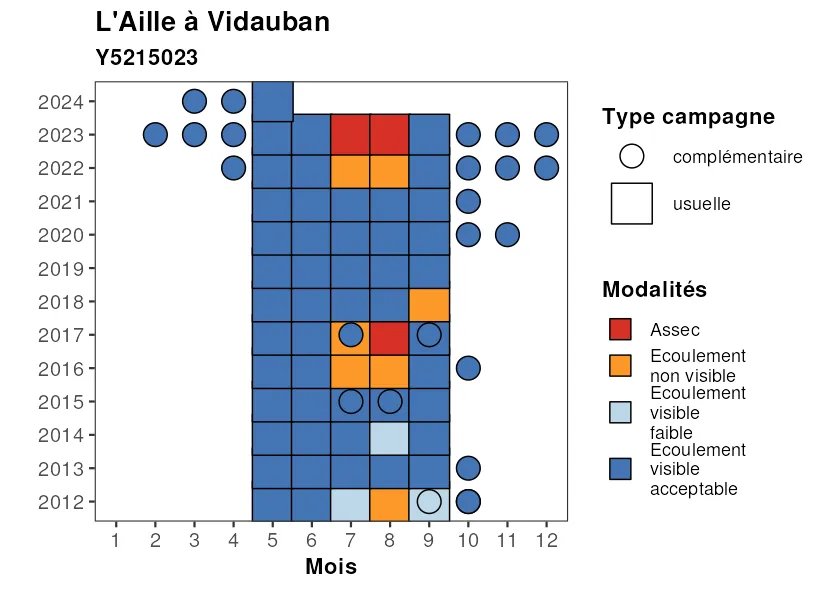 L'Aille à Vidauban
Y5215023
2024
2023
2022
2021
2020
2019
2018
2017
2016
2015
2014
2013
2012
1 2 3 4 5 6 7 8 9 10 11 12
Mois
Type campagne
complémentaire
usuelle
Modalités
Assec
Ecoulement
non visible
Ecoulement
visible
faible
Ecoulement
visible
acceptable